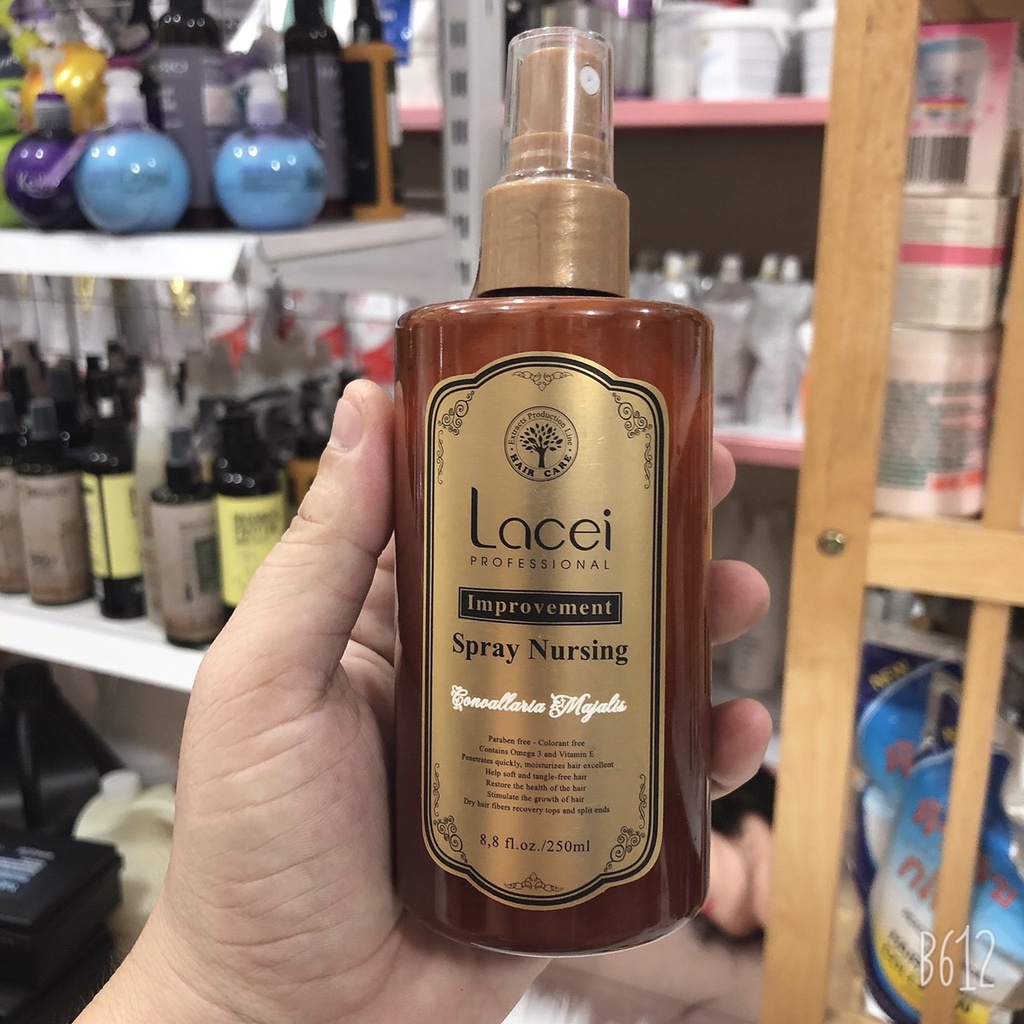 Extracts Production Line
HAIR CARE
Lacei
PROFESSIONAL
Improvement
Spray Nursing
Convallaria Majalis
Paraben free - Colorant free
Contains Omega 3 and Vitamin E
Penetrates quickly, moisturizes hair excellent
Help soft and tangle-free hair
Restore the health of the hair
Stimulate the growth of hair
Dry hair fibers recovery tops and split ends
8,8 fl.oz./250ml
NEW
B612